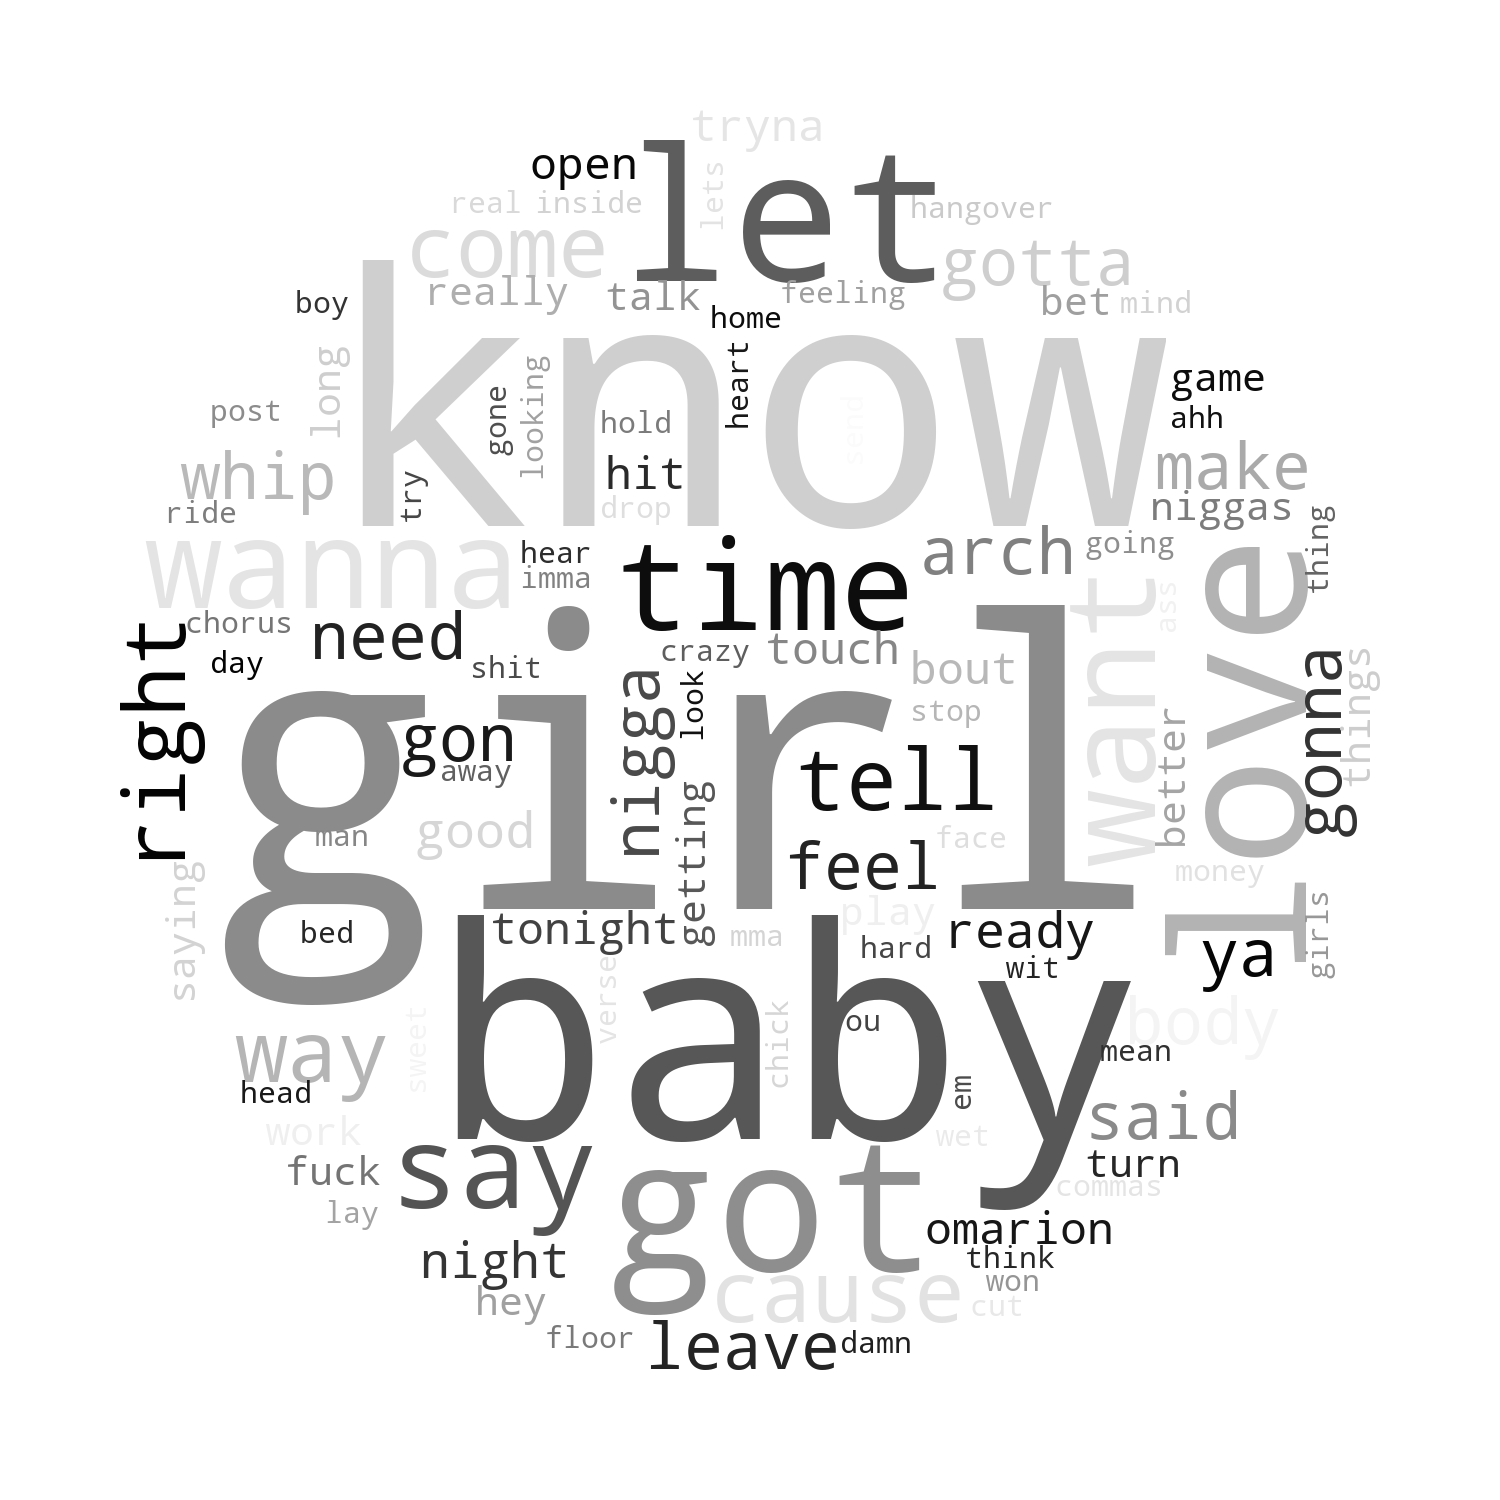 tryna
open
let
lets
real
inside
hangover
come
gotta
really
talk
feeling
boy
home
bet
mind
know
long
gone
looking
heart
game
post
hold
send
ahh
whip
try
hit
make
ride
drop
niggas
wanna
hear
imma
time
arch
going
thing
chorus
need
crazy
touch
want
ass
love
right
day
shit
girl
nigga
look
bout
stop
gonna
things
gon
away
tell
better
man
good
getting
feel
face
money
saying
bed
tonight
mma
play
hard
ready
wit
ya
girls
way
sweet
verse
baby
chick
ou
body
mean
head
em
work
wet
said
fuck
say
got
turn
commas
lay
omarion
night
cause
think
won
hey
cut
floor
leave
damn